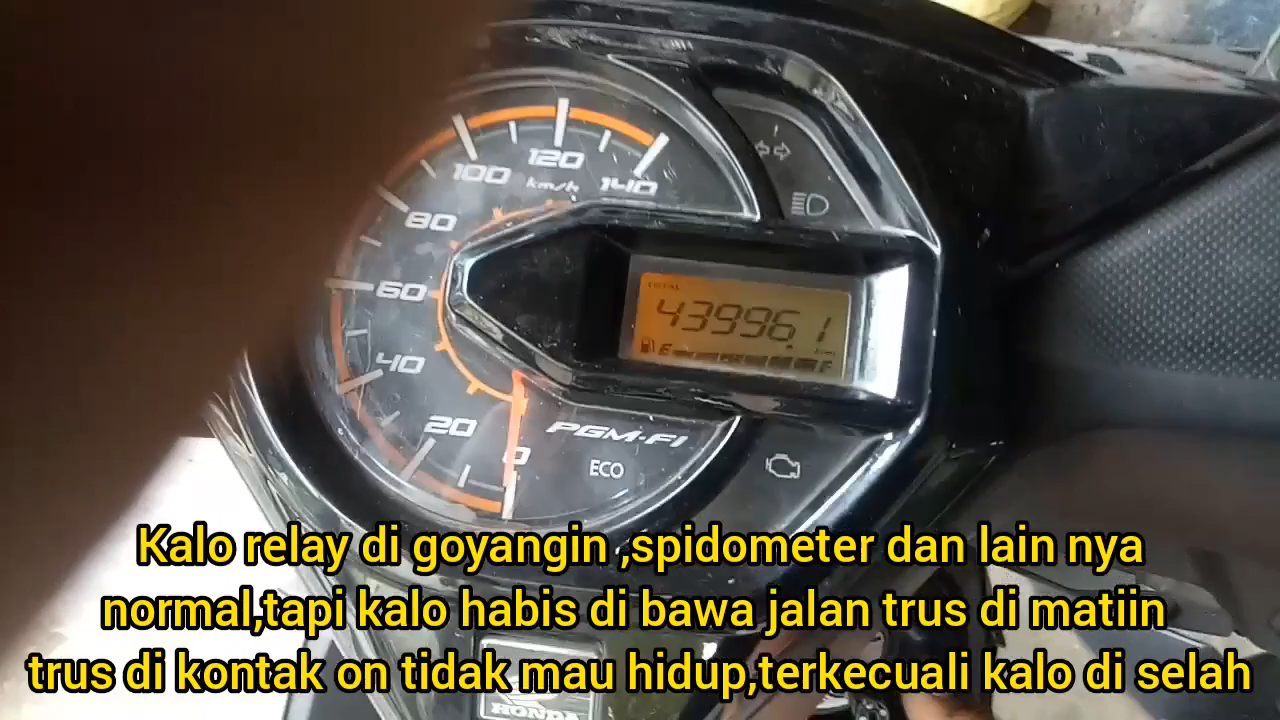 140
120
km/h
100
80
60
40
20
0
TOTAL
43996.1
km
E
F
PGM-FI
ECO
Kalo relay di goyangin ,spidometer dan lain nya
normal,tapi kalo habis di bawa jalan trus di matiin
trus di kontak on tidak mau hidup,terkecuali kalo di selah
HONDA